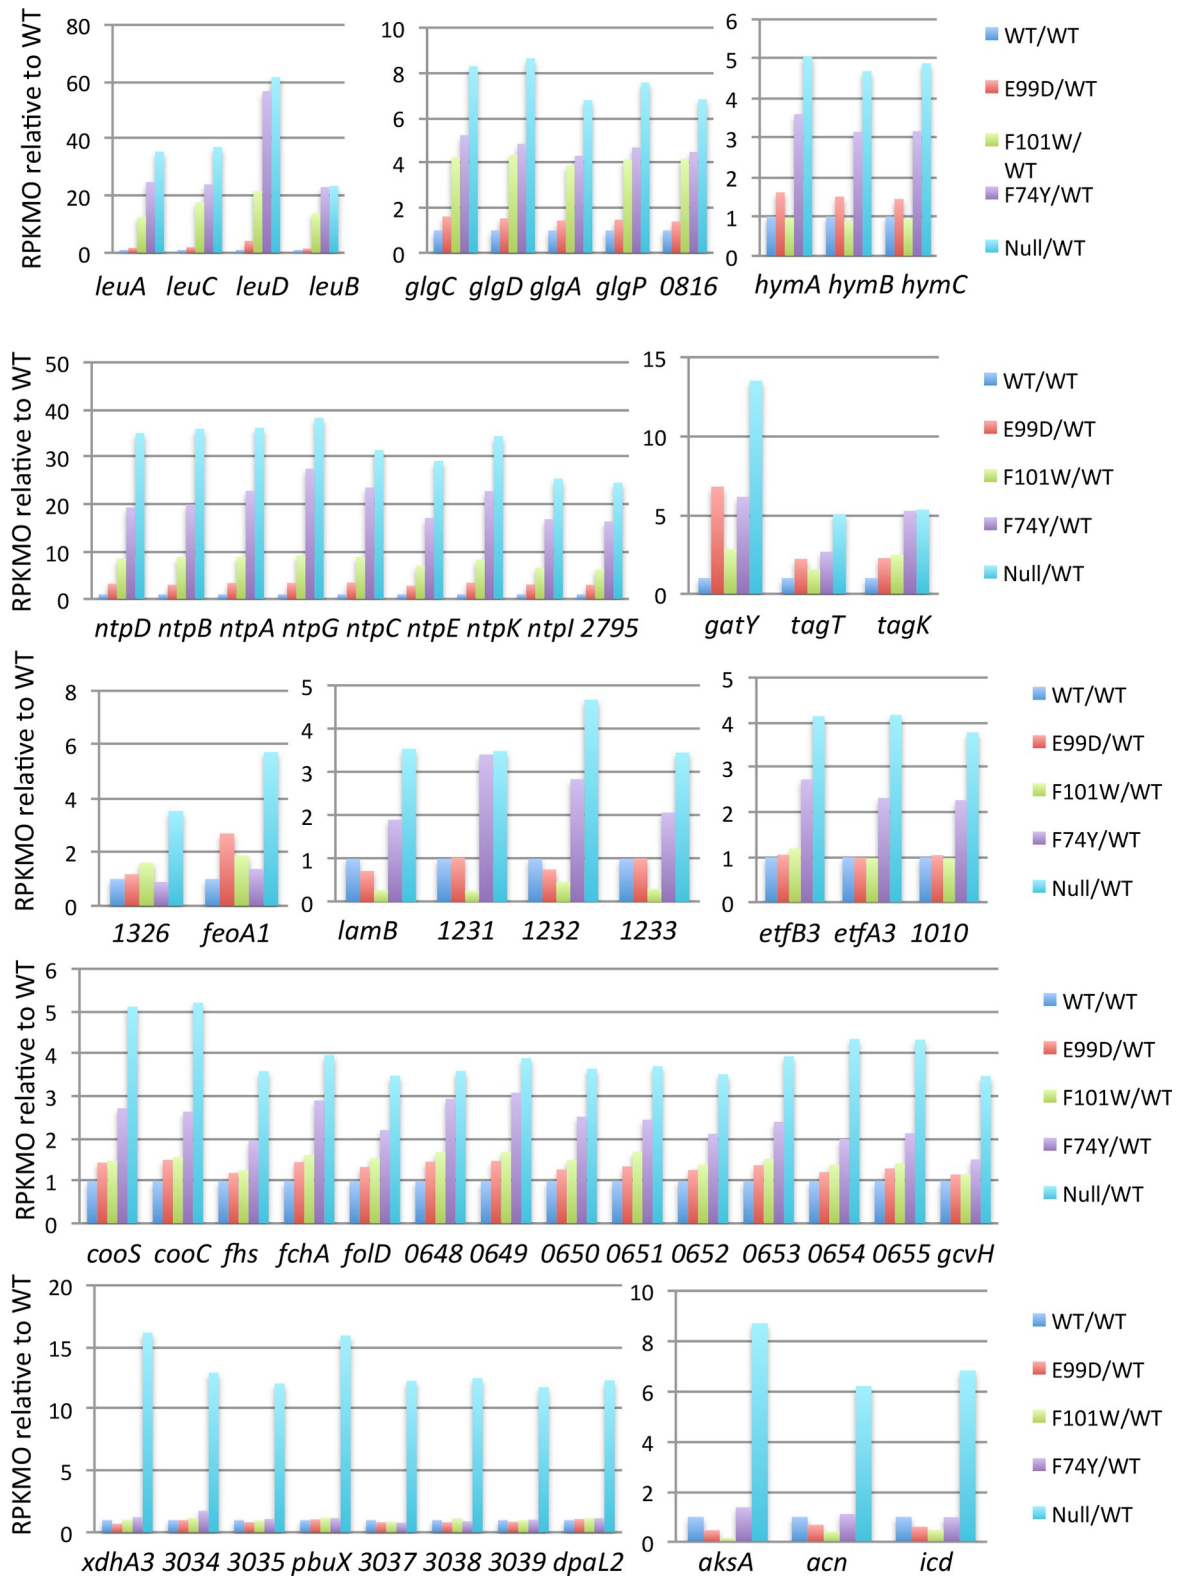 RPKMO relative to WT
80
60
40
20
0
leuA leuC leuD leuB
10
8
6
4
2
0
glgC glgD glgA glgP 0816
6
5
4
3
2
1
0
hymA hymB hymC
WT/WT
E99D/WT
F101W/
WT
F74Y/WT
Null/WT
RPKMO relative to WT
50
40
30
20
10
0
ntpD ntpB ntpA ntpG ntpC ntpE ntpK ntpI 2795
15
10
5
0
gatY tagT tagK
WT/WT
E99D/WT
F101W/WT
F74Y/WT
Null/WT
RPKMO relative to WT
8
6
4
2
0
1326 feoA1
5
4
3
2
1
0
lamB 1231 1232 1233
5
4
3
2
1
0
etfB3 etfA3 1010
WT/WT
E99D/WT
F101W/WT
F74Y/WT
Null/WT
RPKMO relative to WT
6
5
4
3
2
1
0
cooS cooC fhs fchA folD 0648 0649 0650 0651 0652 0653 0654 0655 gcvH
WT/WT
E99D/WT
F101W/WT
F74Y/WT
Null/WT
RPKMO relative to WT
20
15
10
5
0
xdhA3 3034 3035 pbuX 3037 3038 3039 dpaL2
10
8
6
4
2
0
aksA acn icd
WT/WT
E99D/WT
F101W/WT
F74Y/WT
Null/WT